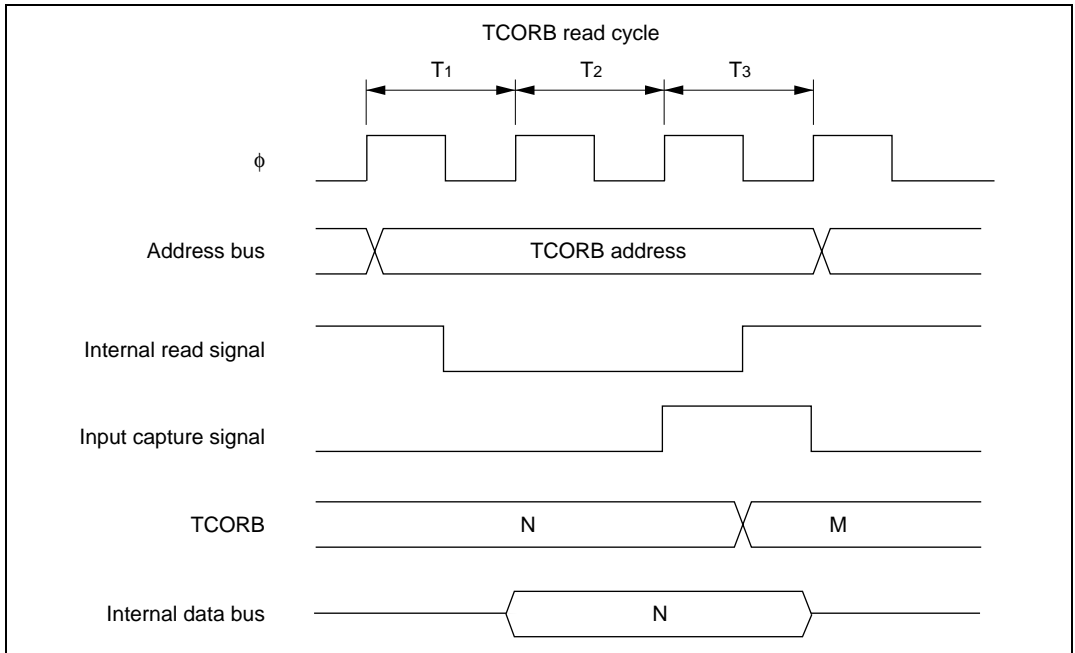 TCORB read cycle
T1 T2 T3
ϕ
Address bus TCORB address
Internal read signal
Input capture signal
TCORB N M
Internal data bus N